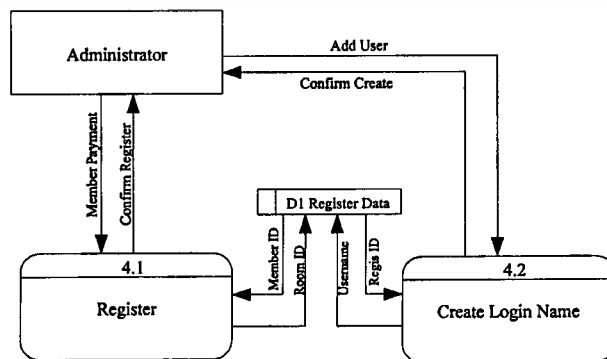 Administrator
Add User
Confirm Create
Member Payment
Confirm Register
D1 Register Data
Member ID
Room ID
Username
Regis ID
4.1
Register
4.2
Create Login Name